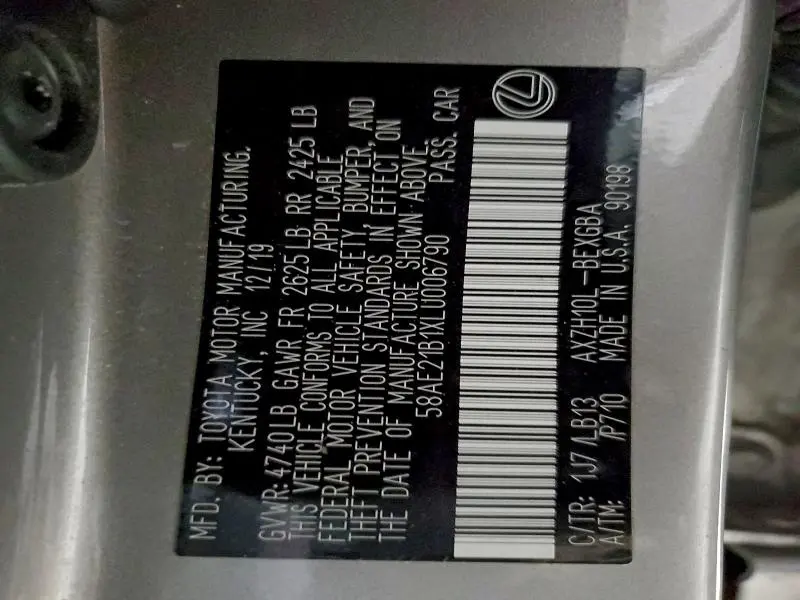 MFD. BY: TOYOTA MOTOR MANUFACTURING,
KENTUCKY, INC 12/19
GVWR: 4740LB GAWR FR 2625LB RR 2425LB
THIS VEHICLE CONFORMS TO ALL APPLICABLE
FEDERAL MOTOR VEHICLE SAFETY, BUMPER, AND
THEFT PREVENTION STANDARDS IN EFFECT ON
THE DATE OF MANUFACTURE SHOWN ABOVE.
58AE21B1XLU006790 PASS. CAR
C/TR: 1J7/LB13 AXZH10L-BEXGBA
A/TM: /P710 MADE IN U.S.A. 90198